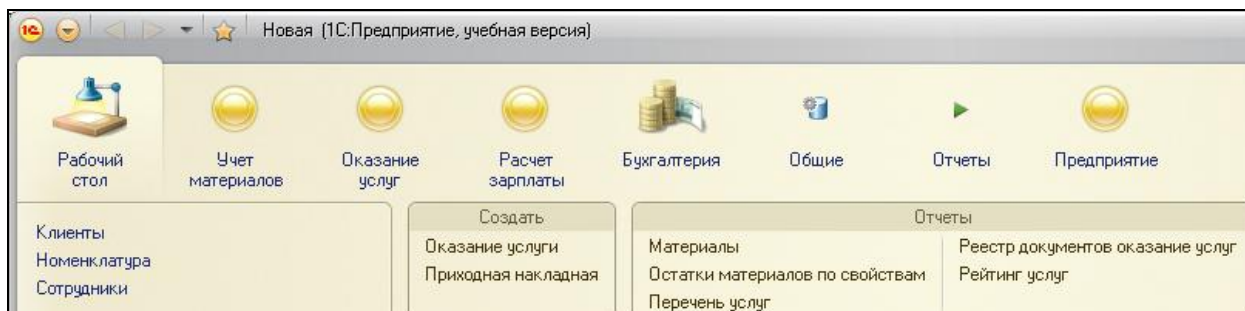 Новая (1С:Предприятие, учебная версия)
Рабочий стол
Учет материалов
Оказание услуг
Расчет зарплаты
Бухгалтерия
Общие
Отчеты
Предприятие
Клиенты
Номенклатура
Сотрудники
Создать
Оказание услуги
Приходная накладная
Отчеты
Материалы
Остатки материалов по свойствам
Перечень услуг
Реестр документов оказание услуг
Рейтинг услуг